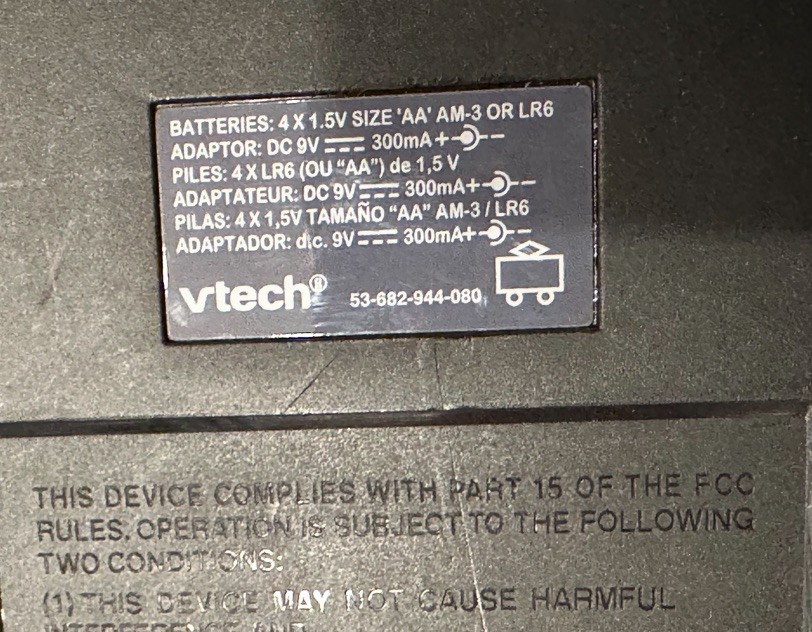 BATTERIES: 4 X 1.5V SIZE 'AA' AM-3 OR LR6
ADAPTOR: DC 9V 300mA + -
PILES: 4 X LR6 (OU "AA") de 1,5 V
ADAPTATEUR: DC 9V 300mA+ -
PILAS: 4 X 1,5V TAMAÑO "AA" AM-3 / LR6
ADAPTADOR: d.c. 9V 300mA+ -
vtech® 53-682-944-080
THIS DEVICE COMPLIES WITH PART 15 OF THE FCC
RULES. OPERATION IS SUBJECT TO THE FOLLOWING
TWO CONDITIONS:
(1) THIS DEVICE MAY NOT CAUSE HARMFUL
INTERFERENCE AND